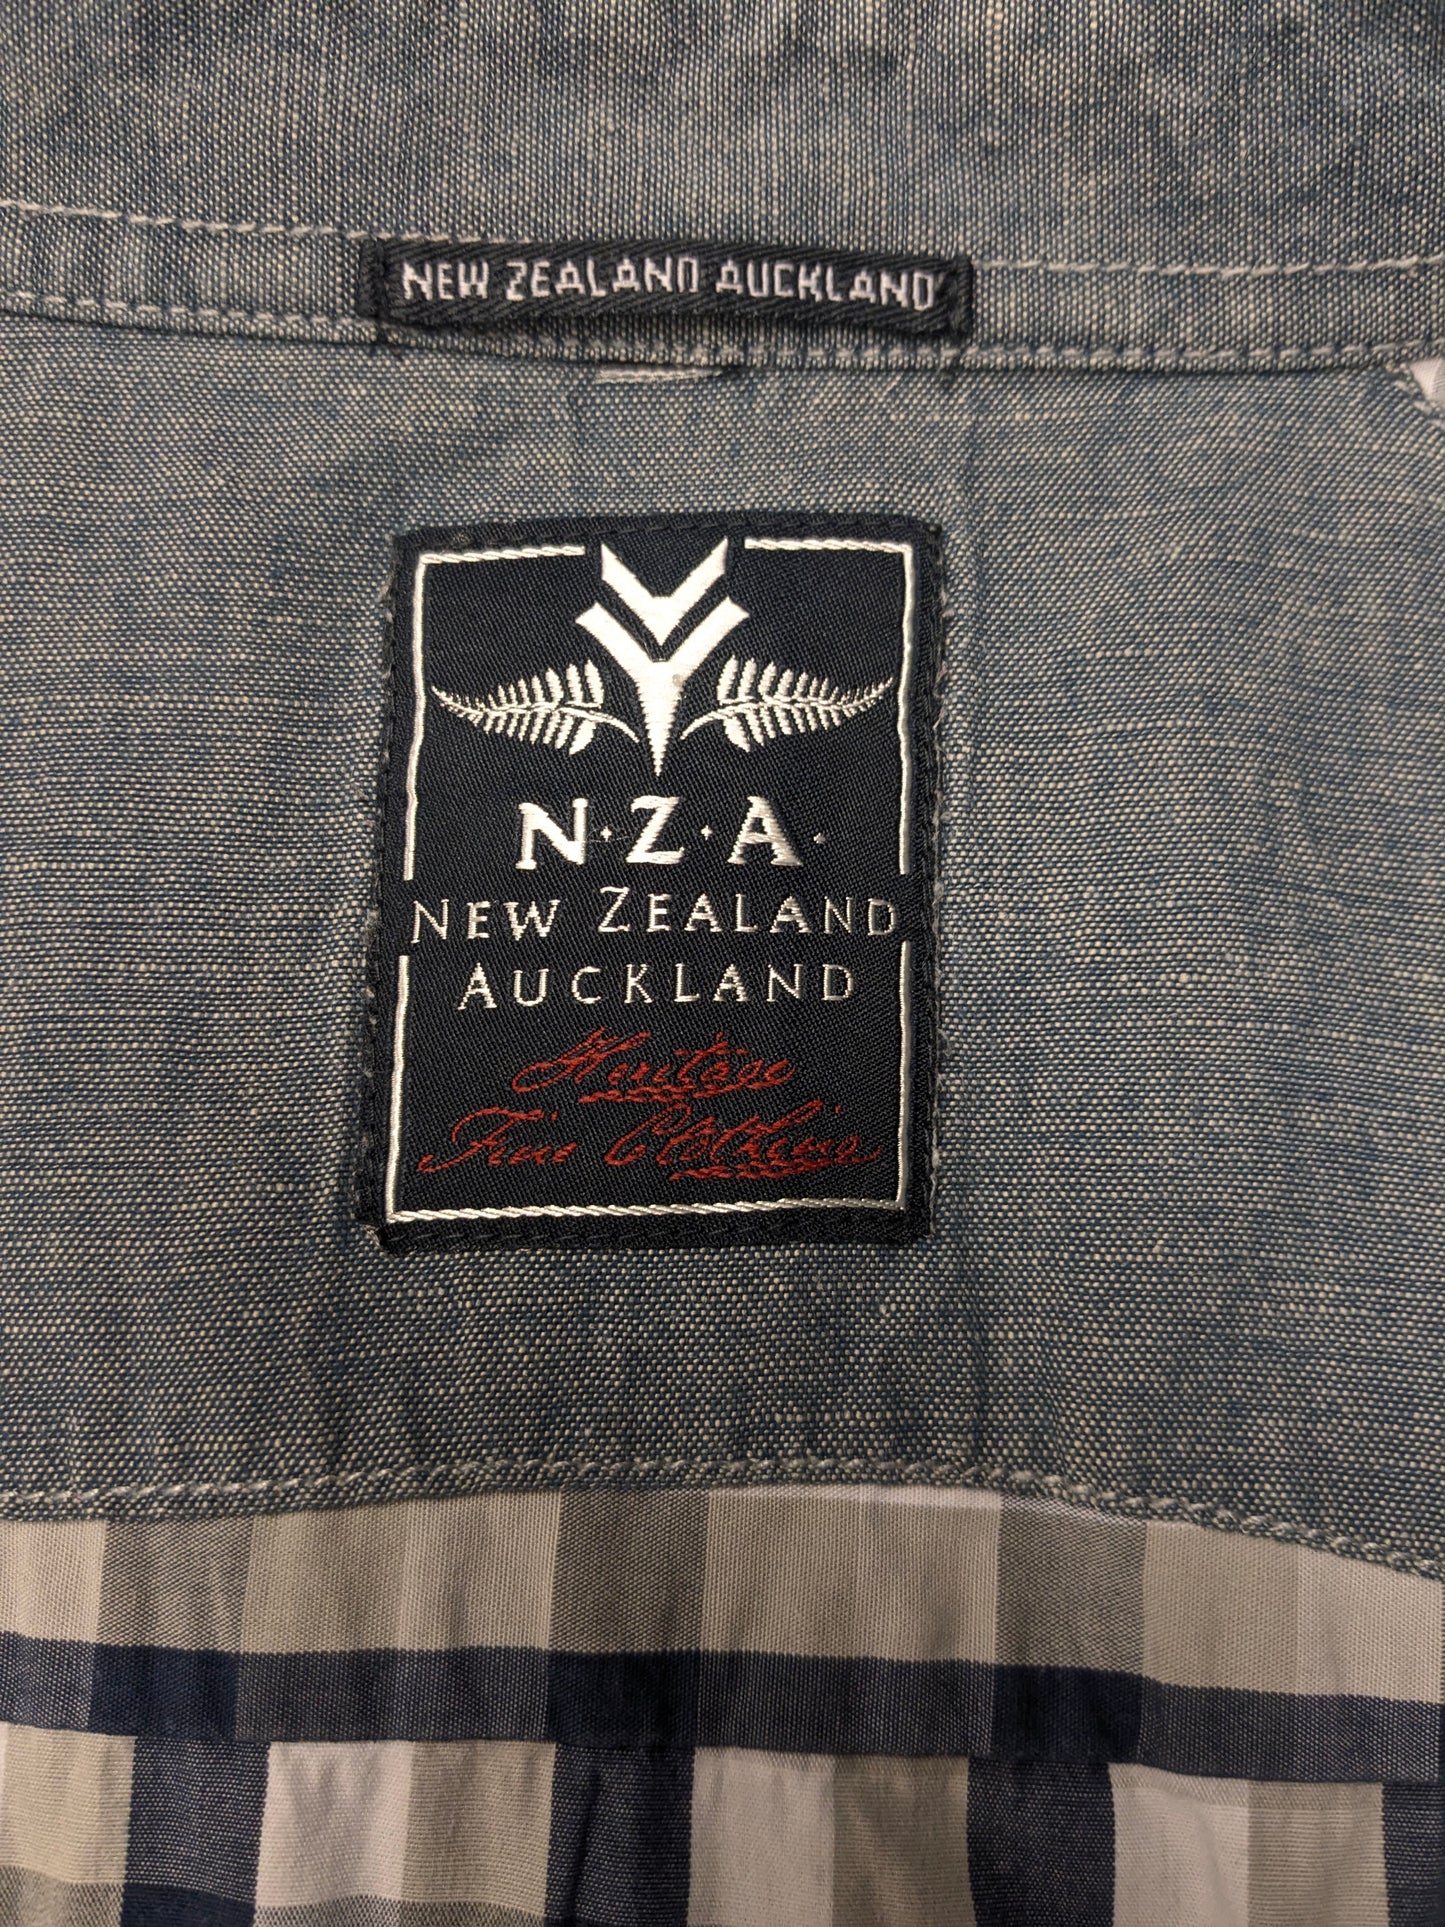 NEW ZEALAND AUCKLAND
N·Z·A·
NEW ZEALAND
AUCKLAND
Heritage
Fine Clothing